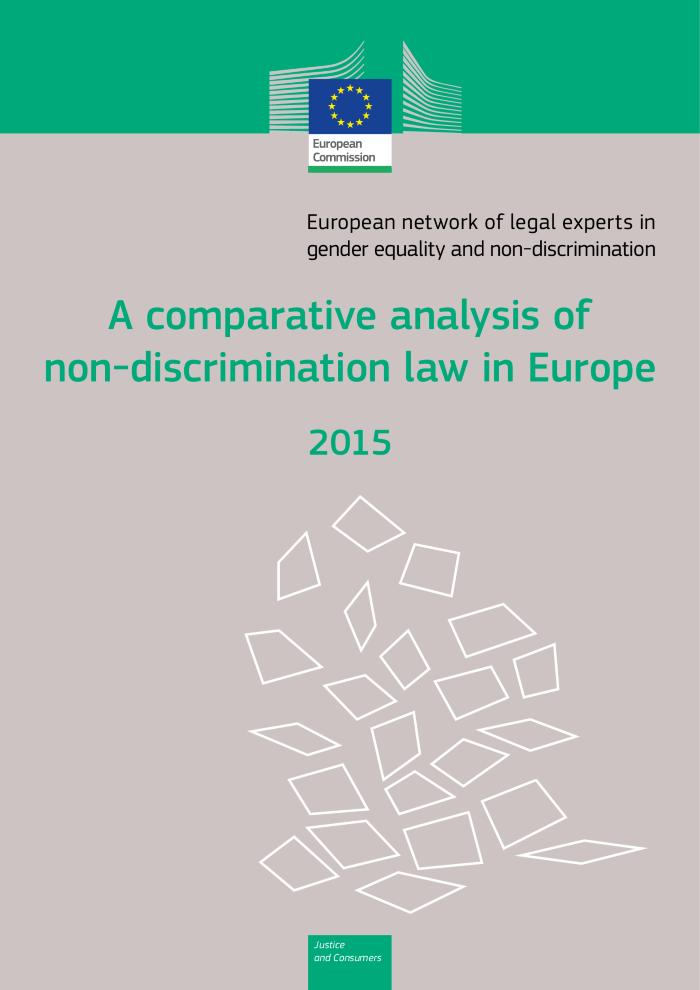 European
Commission
European network of legal experts in
gender equality and non-discrimination
A comparative analysis of
non-discrimination law in Europe
2015
Justice
and Consumers